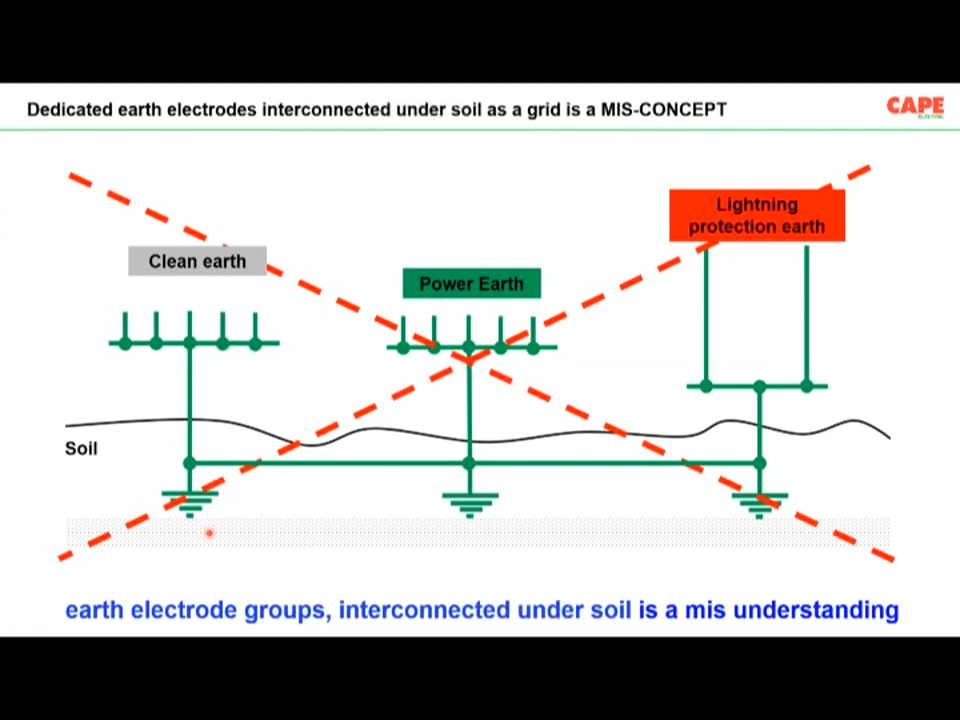 Dedicated earth electrodes interconnected under soil as a grid is a MIS-CONCEPT
CAPE
ELECTRIC
Lightning
protection earth
Clean earth
Power Earth
Soil
earth electrode groups, interconnected under soil is a mis understanding